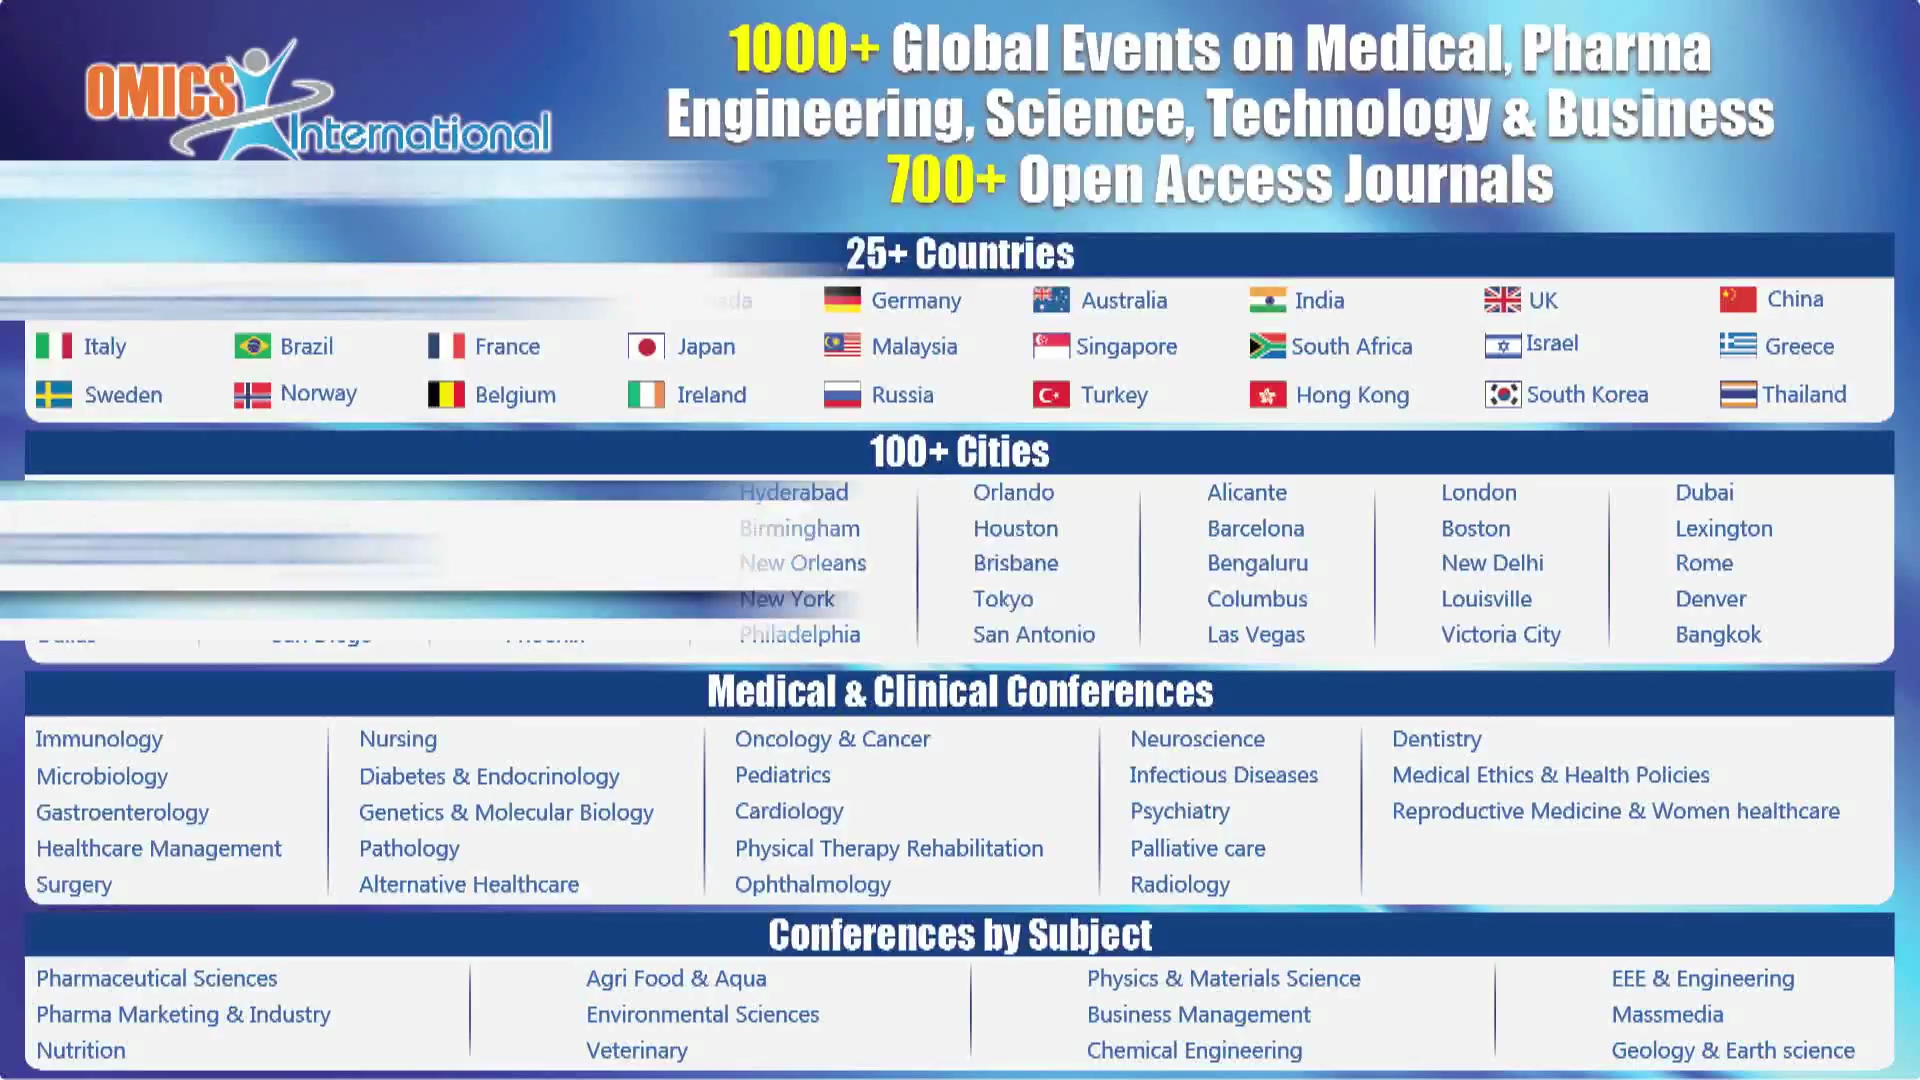 OMICS International
1000+ Global Events on Medical, Pharma
Engineering, Science, Technology & Business
700+ Open Access Journals
25+ Countries
Germany Australia India UK China
Italy Brazil France Japan Malaysia Singapore South Africa Israel Greece
Sweden Norway Belgium Ireland Russia Turkey Hong Kong South Korea Thailand
100+ Cities
Hyderabad Orlando Alicante London Dubai
Birmingham Houston Barcelona Boston Lexington
New Orleans Brisbane Bengaluru New Delhi Rome
New York Tokyo Columbus Louisville Denver
Philadelphia San Antonio Las Vegas Victoria City Bangkok
Medical & Clinical Conferences
Immunology Nursing Oncology & Cancer Neuroscience Dentistry
Microbiology Diabetes & Endocrinology Pediatrics Infectious Diseases Medical Ethics & Health Policies
Gastroenterology Genetics & Molecular Biology Cardiology Psychiatry Reproductive Medicine & Women healthcare
Healthcare Management Pathology Physical Therapy Rehabilitation Palliative care
Surgery Alternative Healthcare Ophthalmology Radiology
Conferences by Subject
Pharmaceutical Sciences Agri Food & Aqua Physics & Materials Science EEE & Engineering
Pharma Marketing & Industry Environmental Sciences Business Management Massmedia
Nutrition Veterinary Chemical Engineering Geology & Earth science